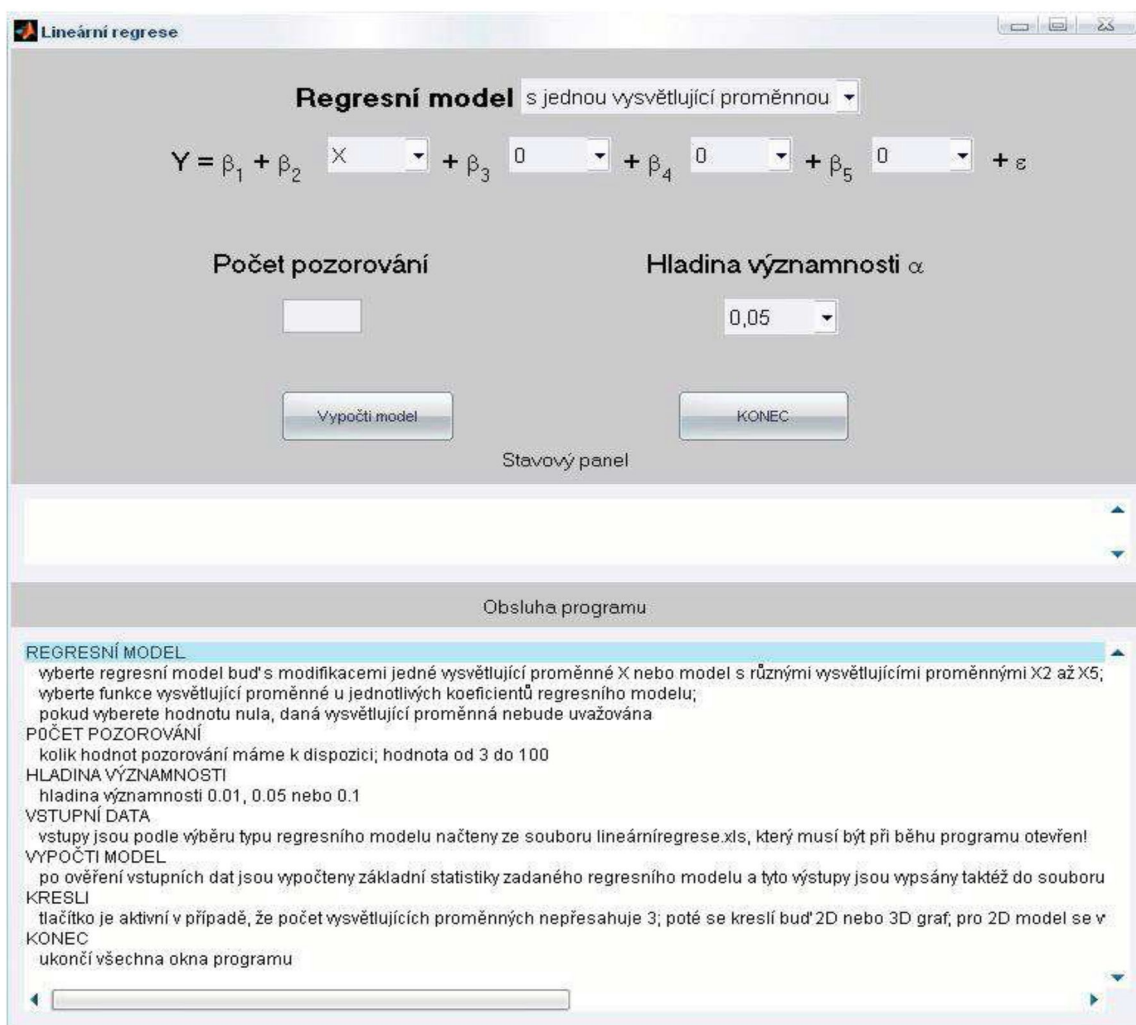 Lineární regrese
Regresní model s jednou vysvětlující proměnnou
Y = β1 + β2 X + β3 0 + β4 0 + β5 0 + ε
Počet pozorování Hladina významnosti α
0,05
Vypočti model KONEC
Stavový panel
Obsluha programu
REGRESNÍ MODEL
vyberte regresní model buď s modifikacemi jedné vysvětlující proměnné X nebo model s různými vysvětlujícími proměnnými X2 až X5;
vyberte funkce vysvětlující proměnné u jednotlivých koeficientů regresního modelu;
pokud vyberete hodnotu nula, daná vysvětlující proměnná nebude uvažována
POČET POZOROVÁNÍ
kolik hodnot pozorování máme k dispozici; hodnota od 3 do 100
HLADINA VÝZNAMNOSTI
hladina významnosti 0.01, 0.05 nebo 0.1
VSTUPNÍ DATA
vstupy jsou podle výběru typu regresního modelu načteny ze souboru lineárníregrese.xls, který musí být při běhu programu otevřen!
VYPOČTI MODEL
po ověření vstupních dat jsou vypočteny základní statistiky zadaného regresního modelu a tyto výstupy jsou vypsány taktéž do souboru
KRESLI
tlačítko je aktivní v případě, že počet vysvětlujících proměnných nepřesahuje 3; poté se kreslí buď 2D nebo 3D graf; pro 2D model se v
KONEC
ukončí všechna okna programu